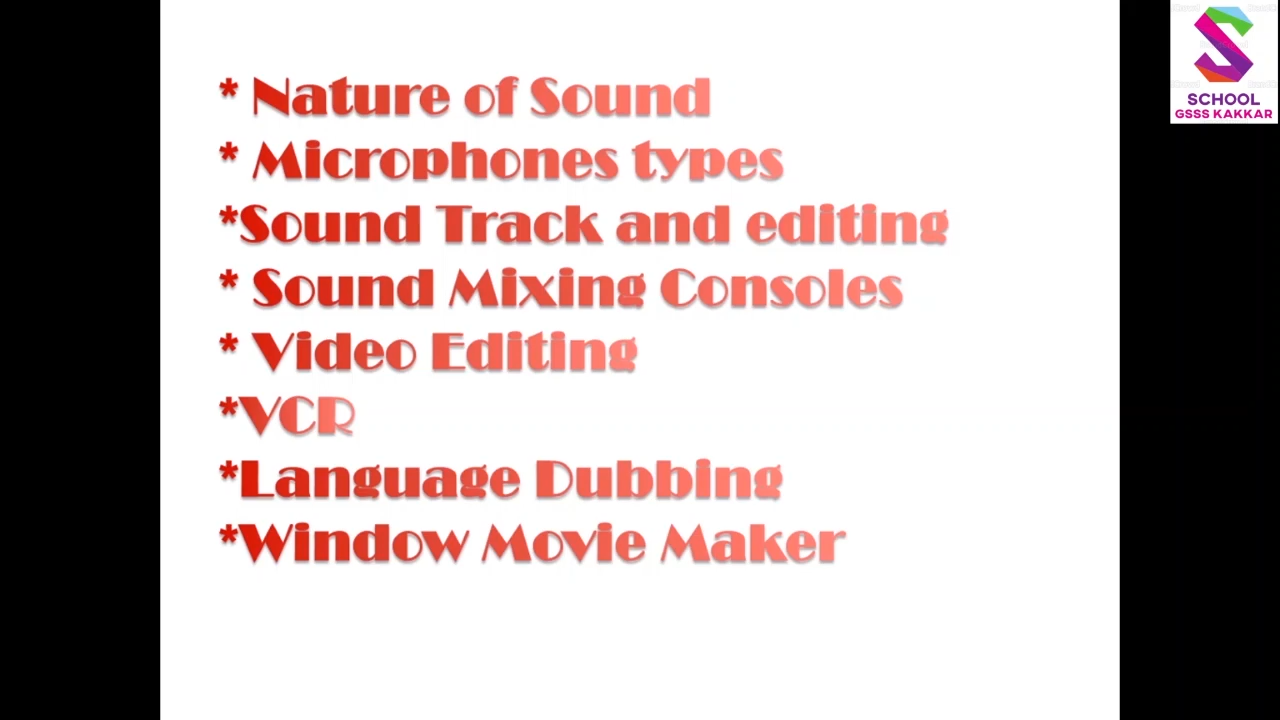 * Nature of Sound
* Microphones types
*Sound Track and editing
* Sound Mixing Consoles
* Video Editing
*VCR
*Language Dubbing
*Window Movie Maker
SCHOOL
GSSS KAKKAR